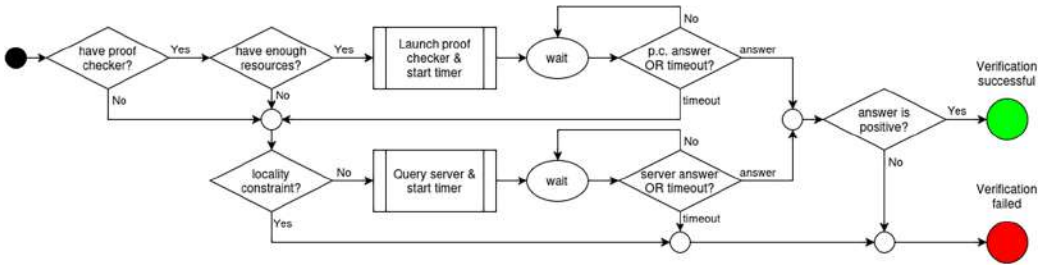 No
have proof
checker?
Yes
have enough
resources?
Yes
Launch proof
checker &
start timer
wait
p.c. answer
OR timeout?
answer
Verification
successful
No
No
timeout
answer is
positive?
Yes
locality
constraint?
No
Query server &
start timer
wait
No
server answer
OR timeout?
answer
No
Verification
failed
Yes
timeout